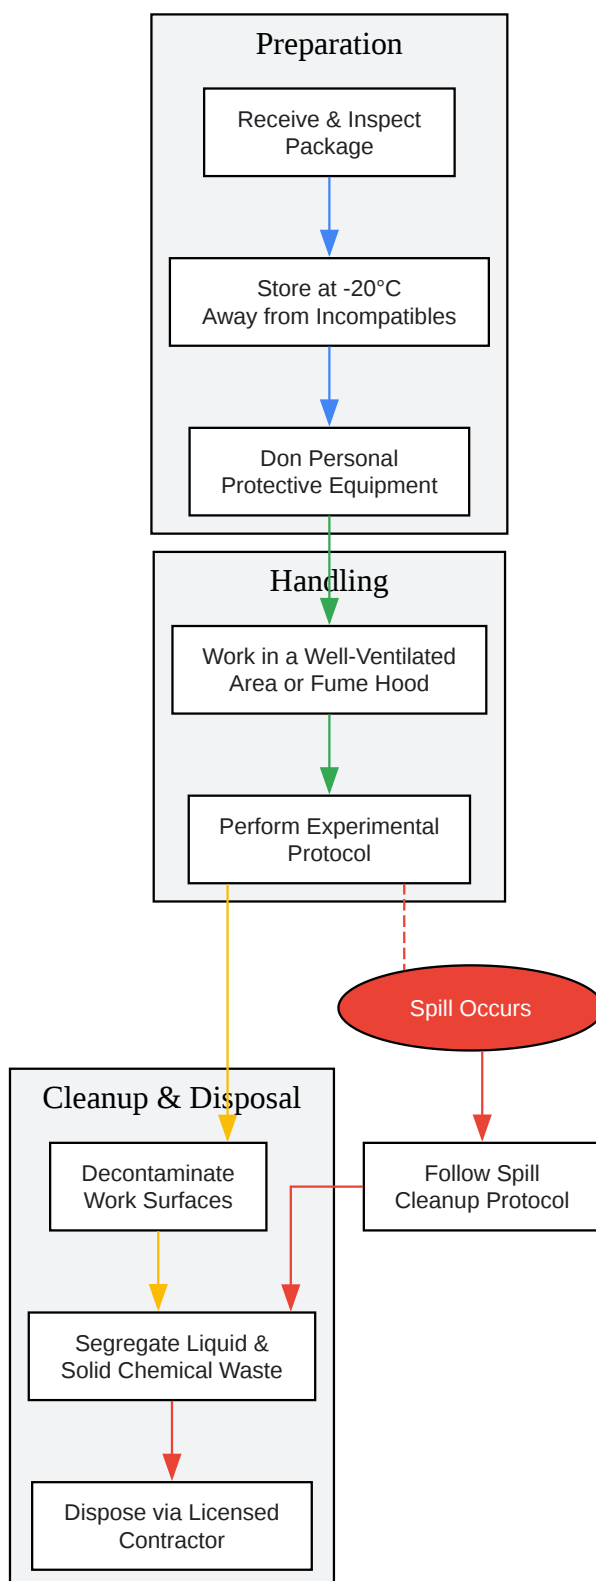 Preparation
Receive & Inspect
Package
Store at -20°C
Away from Incompatibles
Don Personal
Protective Equipment
Handling
Work in a Well-Ventilated
Area or Fume Hood
Perform Experimental
Protocol
Spill Occurs
Cleanup & Disposal
Decontaminate
Work Surfaces
Follow Spill
Cleanup Protocol
Segregate Liquid &
Solid Chemical Waste
Dispose via Licensed
Contractor